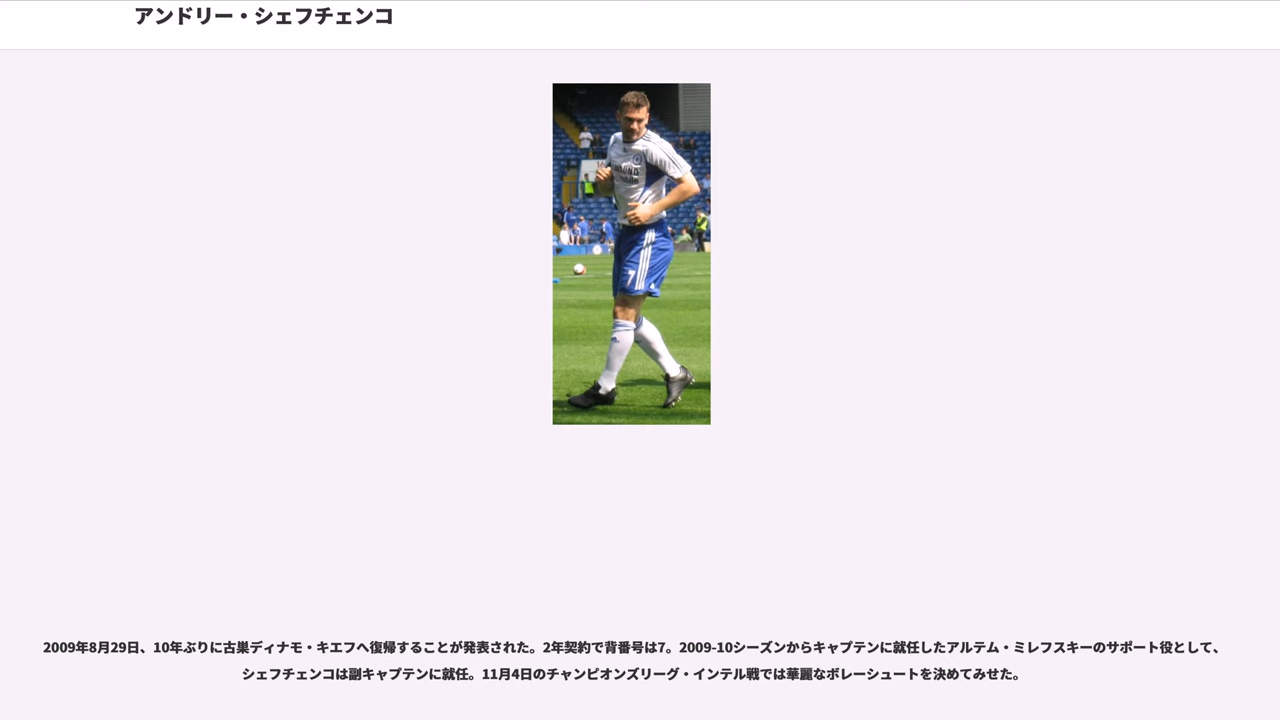 アンドリー・シェフチェンコ
7
2009年8月29日、10年ぶりに古巣ディナモ・キエフへ復帰することが発表された。2年契約で背番号は7。2009-10シーズンからキャプテンに就任したアルテム・ミレフスキーのサポート役として、
シェフチェンコは副キャプテンに就任。11月4日のチャンピオンズリーグ・インテル戦では華麗なボレーシュートを決めてみせた。